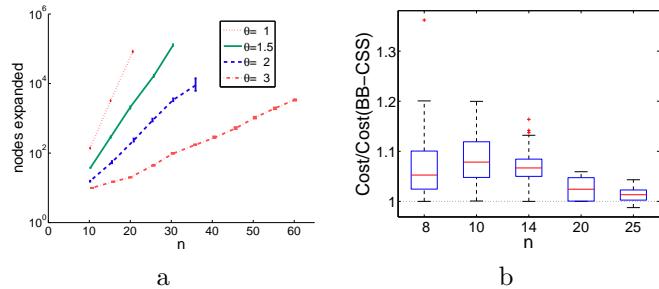 10^6
10^4
10^2
10^0
nodes expanded
θ= 1
θ=1.5
θ= 2
θ= 3
0 10 20 30 40 50 60
n
a
Cost/Cost(BB−CSS)
1.3
1.2
1.1
1
8 10 14 20 25
n
b